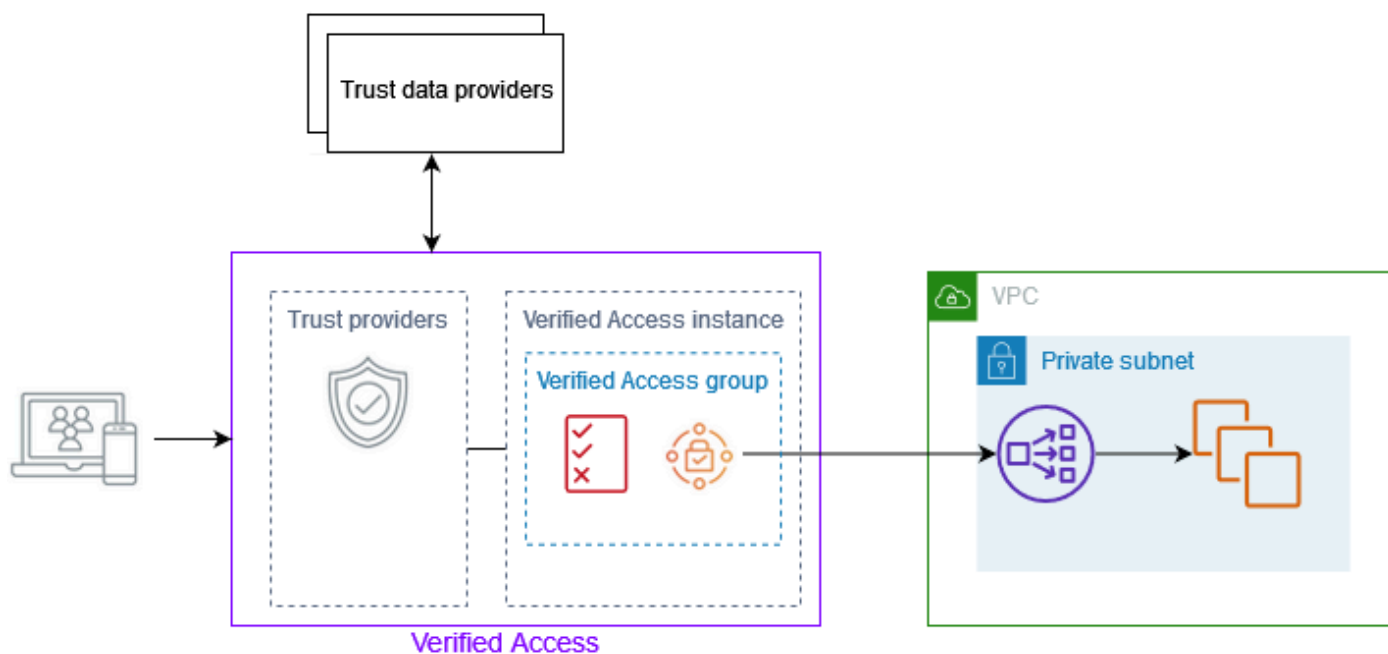 Trust data providers
Trust providers
Verified Access instance
Verified Access group
VPC
Private subnet
Verified Access